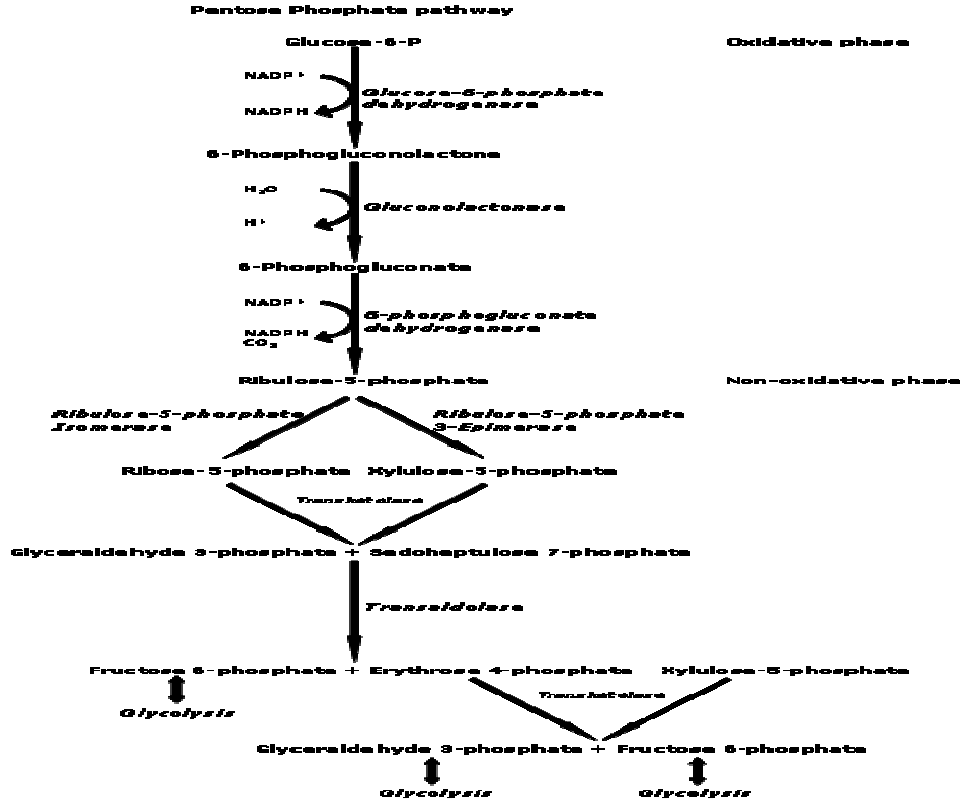 Pentose Phosphate pathway
Glucose-6-P
Oxidative phase
NADP+
Glucose-6-phosphate
dehydrogenase
NADPH
6-Phosphogluconolactone
H₂O
Gluconolactonase
H+
6-Phosphogluconate
NADP+
6-phosphogluconate
dehydrogenase
NADPH
CO₂
Ribulose-5-phosphate
Non-oxidative phase
Ribulose-5-phosphate
Isomerase
Ribulose-5-phosphate
3-Epimerase
Ribose-5-phosphate Xylulose-5-phosphate
Transketolase
Glyceraldehyde 3-phosphate + Sedoheptulose 7-phosphate
Transaldolase
Fructose 6-phosphate + Erythrose 4-phosphate Xylulose-5-phosphate
Transketolase
Glycolysis
Glyceraldehyde 3-phosphate + Fructose 6-phosphate
Glycolysis
Glycolysis